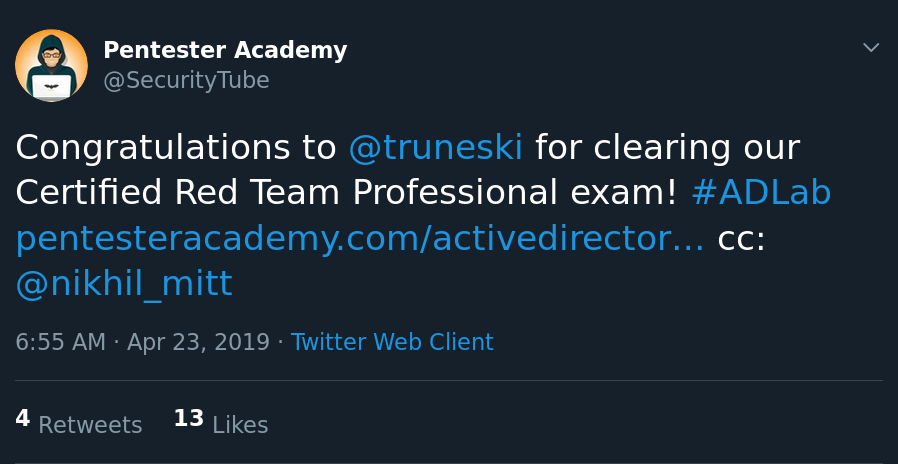 Pentester Academy
@SecurityTube
Congratulations to @truneski for clearing our
Certified Red Team Professional exam! #ADLab
pentesteracademy.com/activedirector… cc:
@nikhil_mitt
6:55 AM · Apr 23, 2019 · Twitter Web Client
4 Retweets 13 Likes